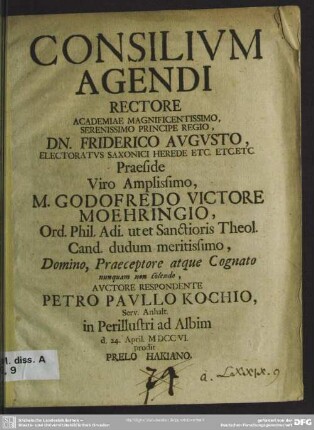 CONSILIVM
AGENDI
RECTORE
ACADEMIAE MAGNIFICENTISSIMO,
SERENISSIMO PRINCIPE REGIO,
DN. FRIDERICO AVGVSTO,
ELECTORATVS SAXONICI HEREDE ETC. ETC. ETC.
Praeside
Viro Amplissimo,
M. GODOFREDO VICTORE
MOEHRINGIO,
Ord. Phil. Adi. ut et Sanctioris Theol.
Cand. dudum meritissimo,
Domino, Praeceptore atque Cognato
nunquam non colendo,
AVCTORE RESPONDENTE
PETRO PAVLLO KOCHIO,
Serv. Anhalt.
in Perillustri ad Albim
d. 24. April. MDCCVI.
prodit
PRELO HAKIANO.
diss. A
9
74